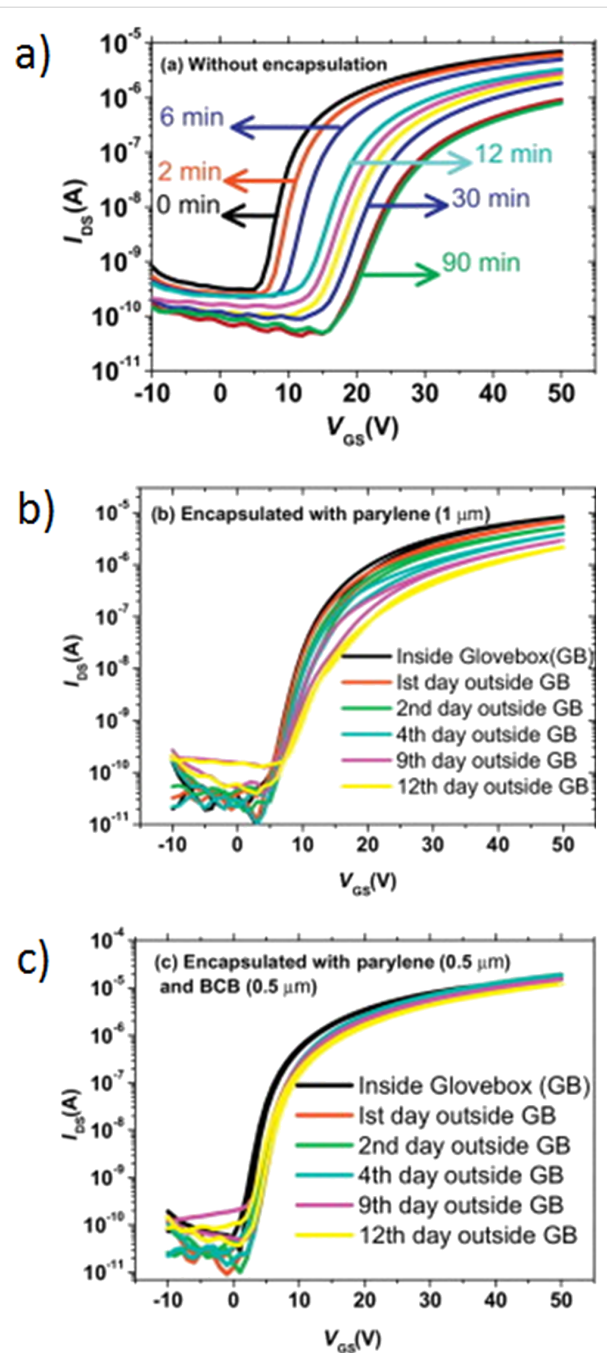 a)
(a) Without encapsulation
6 min
2 min
0 min
12 min
30 min
90 min
I_DS(A)
10^-5
10^-6
10^-7
10^-8
10^-9
10^-10
10^-11
-10 0 10 20 30 40 50
V_GS(V)
b)
(b) Encapsulated with parylene (1 μm)
Inside Glovebox(GB)
Ist day outside GB
2nd day outside GB
4th day outside GB
9th day outside GB
12th day outside GB
I_DS(A)
10^-5
10^-6
10^-7
10^-8
10^-9
10^-10
10^-11
-10 0 10 20 30 40 50
V_GS(V)
c)
(c) Encapsulated with parylene (0.5 μm)
and BCB (0.5 μm)
Inside Glovebox (GB)
Ist day outside GB
2nd day outside GB
4th day outside GB
9th day outside GB
12th day outside GB
I_DS(A)
10^-4
10^-5
10^-6
10^-7
10^-8
10^-9
10^-10
10^-11
-10 0 10 20 30 40 50
V_GS(V)